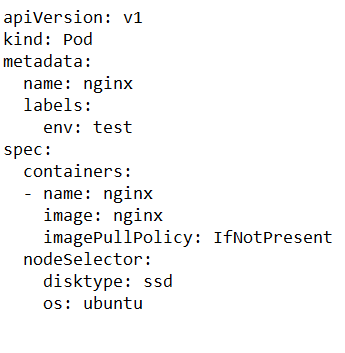 apiVersion: v1
kind: Pod
metadata:
  name: nginx
  labels:
    env: test
spec:
  containers:
  - name: nginx
    image: nginx
    imagePullPolicy: IfNotPresent
  nodeSelector:
    disktype: ssd
    os: ubuntu